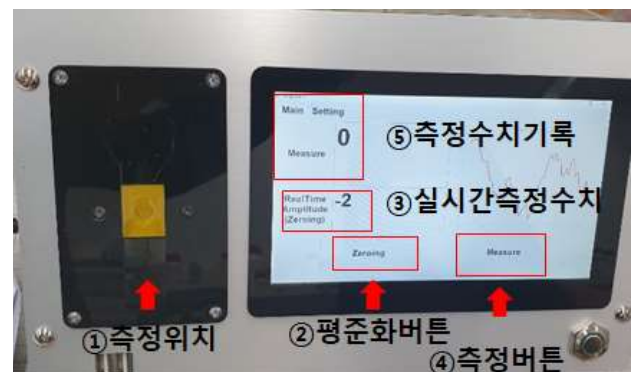 Main Setting
0
Measure
⑤측정수치기록
RealTime
Amplitude
(Zeroing)
-2
③실시간측정수치
Zeroing
Measure
①측정위치
②평준화버튼
④측정버튼